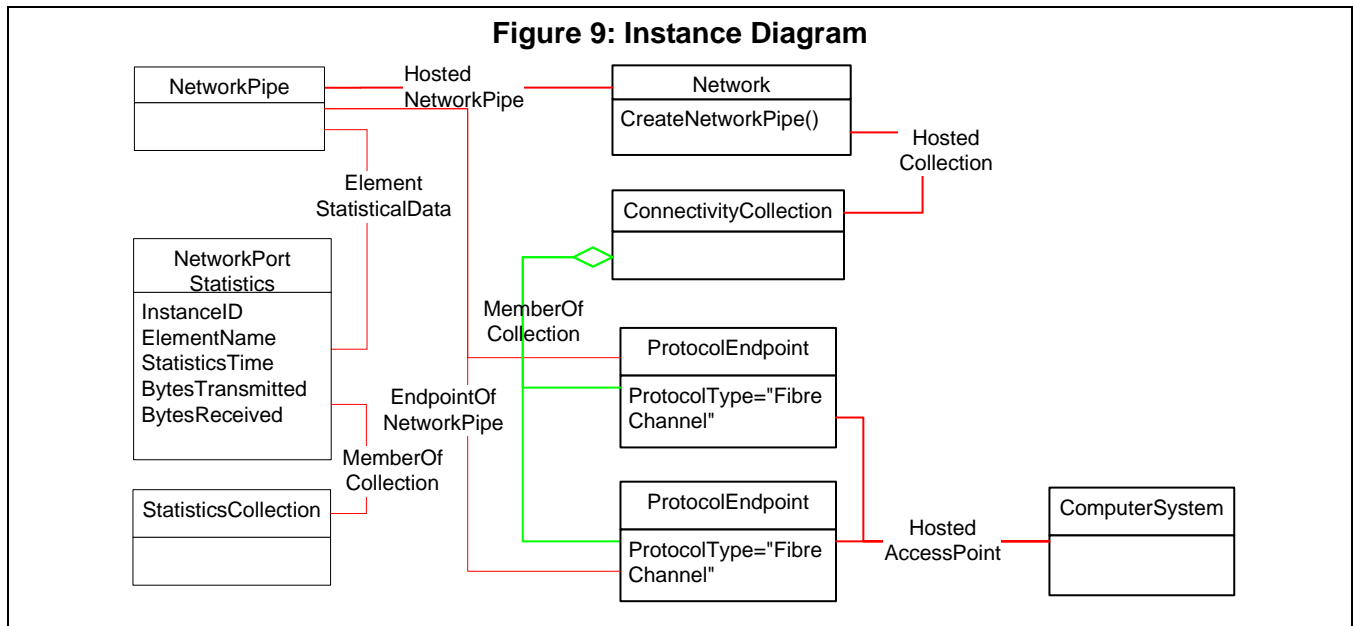 Figure 9: Instance Diagram
NetworkPipe
Hosted
NetworkPipe
Network
CreateNetworkPipe()
Hosted
Collection
Element
StatisticalData
ConnectivityCollection
NetworkPort
Statistics
InstanceID
ElementName
StatisticsTime
BytesTransmitted
BytesReceived
MemberOf
Collection
ProtocolEndpoint
ProtocolType="Fibre
Channel"
EndpointOf
NetworkPipe
MemberOf
Collection
StatisticsCollection
ProtocolEndpoint
ProtocolType="Fibre
Channel"
Hosted
AccessPoint
ComputerSystem